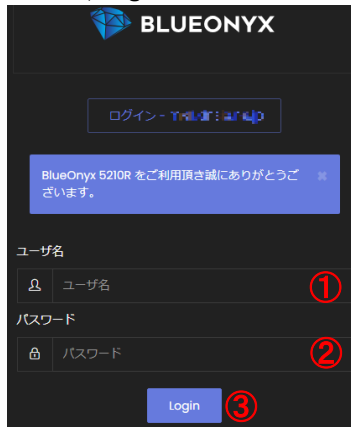 BLUEONYX
ログイン -
BlueOnyx 5210R をご利用頂き誠にありがとうご
ざいます。
×
ユーザ名
ユーザ名
①
パスワード
パスワード
②
Login
③